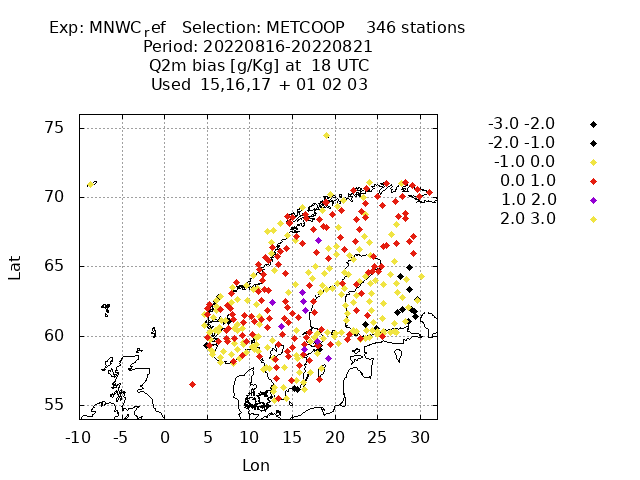 Exp: MNWCref   Selection: METCOOP    346 stations
Period: 20220816-20220821
Q2m bias [g/Kg] at  18 UTC
Used  15,16,17 + 01 02 03
-3.0 -2.0
-2.0 -1.0
-1.0 0.0
0.0 1.0
1.0 2.0
2.0 3.0
75
70
65
60
55
Lat
-10 -5 0 5 10 15 20 25 30
Lon